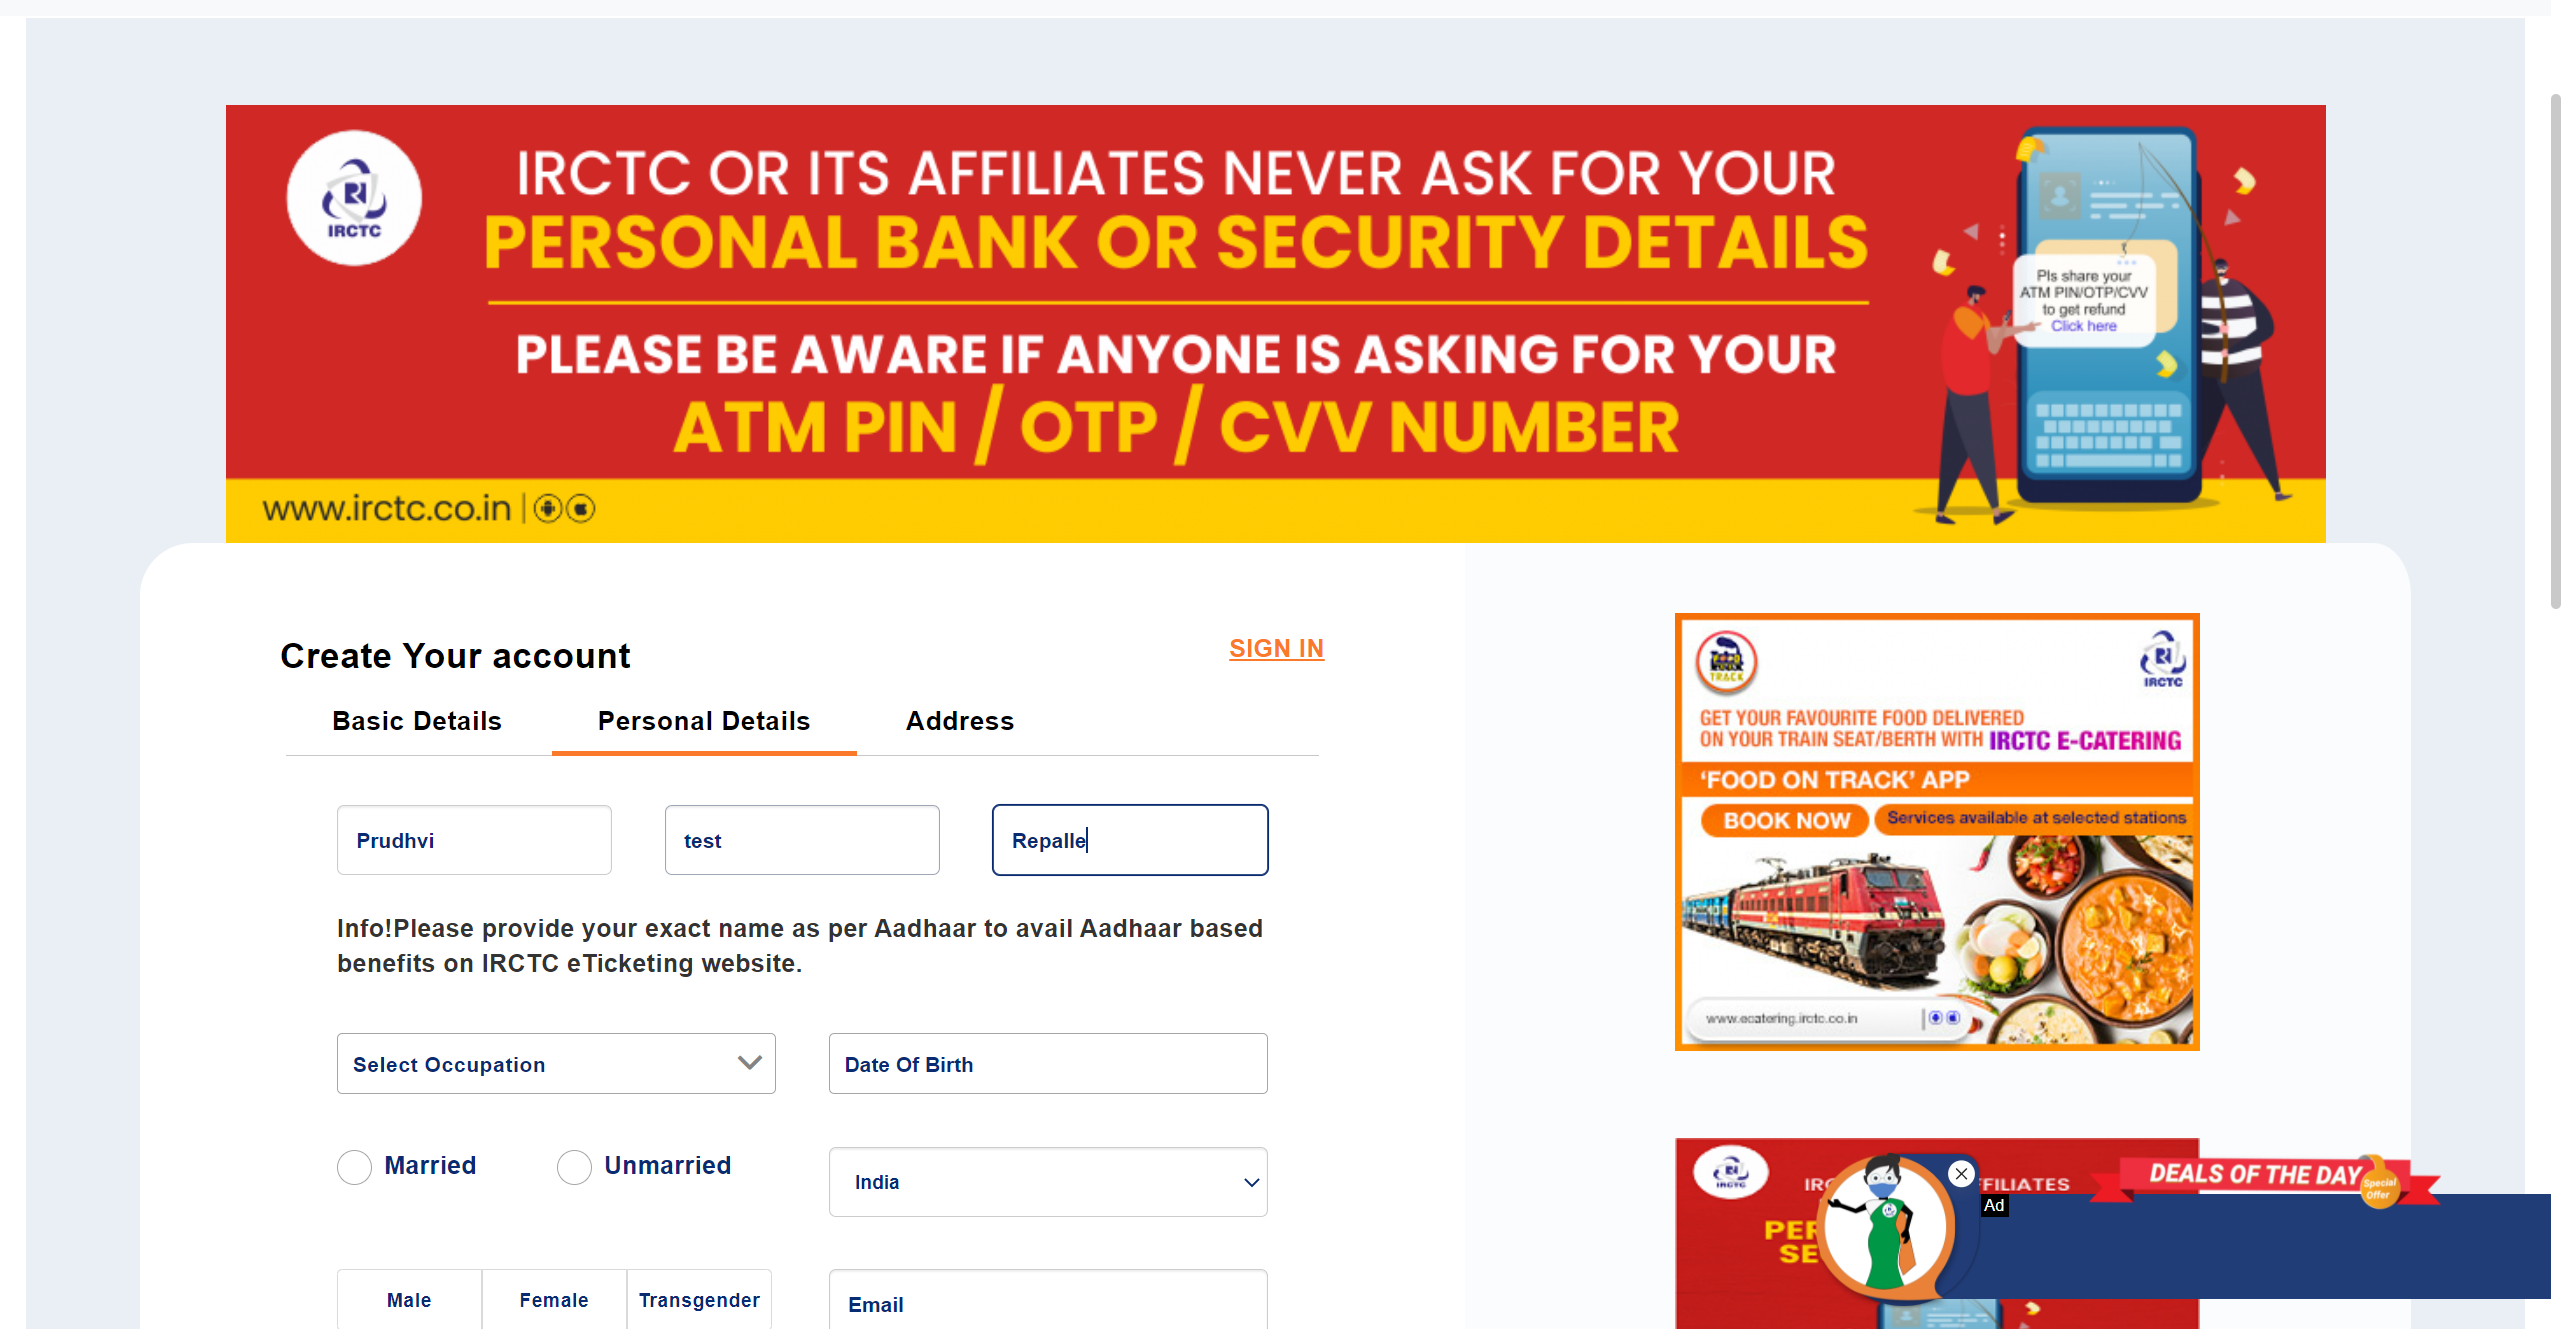 IRCTC
IRCTC OR ITS AFFILIATES NEVER ASK FOR YOUR
PERSONAL BANK OR SECURITY DETAILS
PLEASE BE AWARE IF ANYONE IS ASKING FOR YOUR
ATM PIN / OTP / CVV NUMBER
www.irctc.co.in
Pls share your
ATM PIN/OTP/CVV
to get refund
Click here
Create Your account
SIGN IN
Basic Details
Personal Details
Address
Prudhvi
test
Repalle
Info!Please provide your exact name as per Aadhaar to avail Aadhaar based
benefits on IRCTC eTicketing website.
Select Occupation
Date Of Birth
Married
Unmarried
India
Male
Female
Transgender
Email
TRACK
IRCTC
GET YOUR FAVOURITE FOOD DELIVERED
ON YOUR TRAIN SEAT/BERTH WITH IRCTC E-CATERING
‘FOOD ON TRACK’ APP
BOOK NOW
Services available at selected stations
www.ecatering.irctc.co.in
IRCTC
Ad
DEALS OF THE DAY
Special
Offer